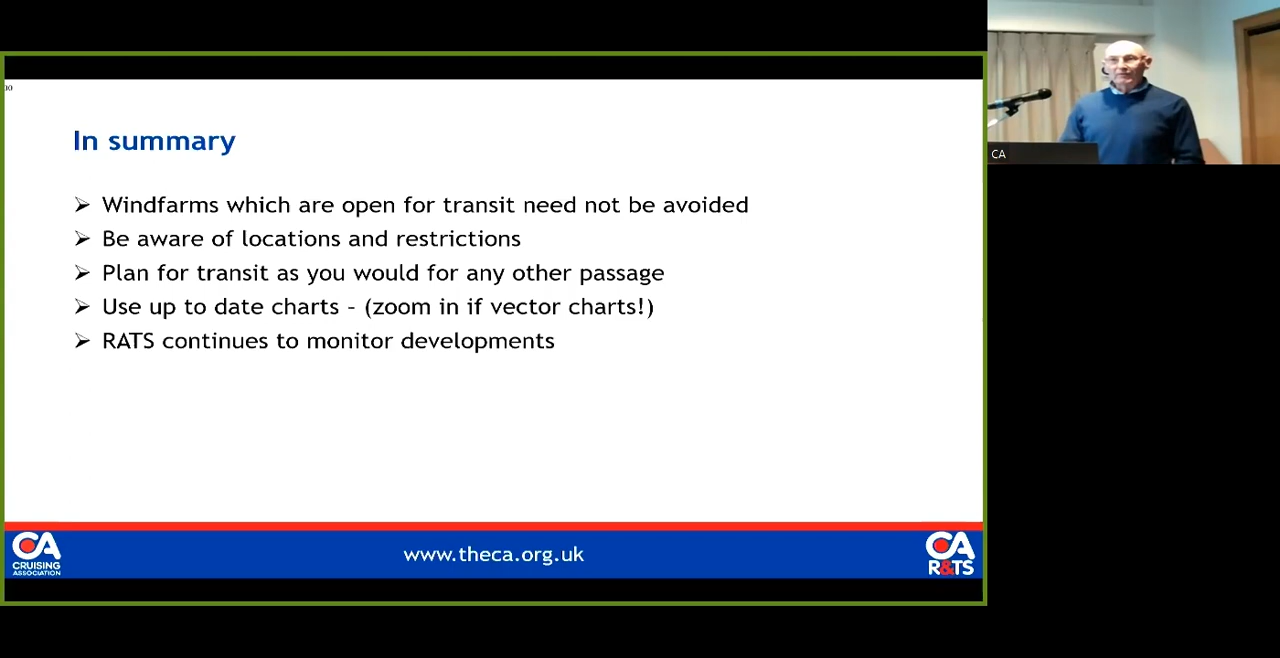 10
In summary
Windfarms which are open for transit need not be avoided
Be aware of locations and restrictions
Plan for transit as you would for any other passage
Use up to date charts – (zoom in if vector charts!)
RATS continues to monitor developments
CA
CRUISING
ASSOCIATION
www.theca.org.uk
CA
R&TS
CA